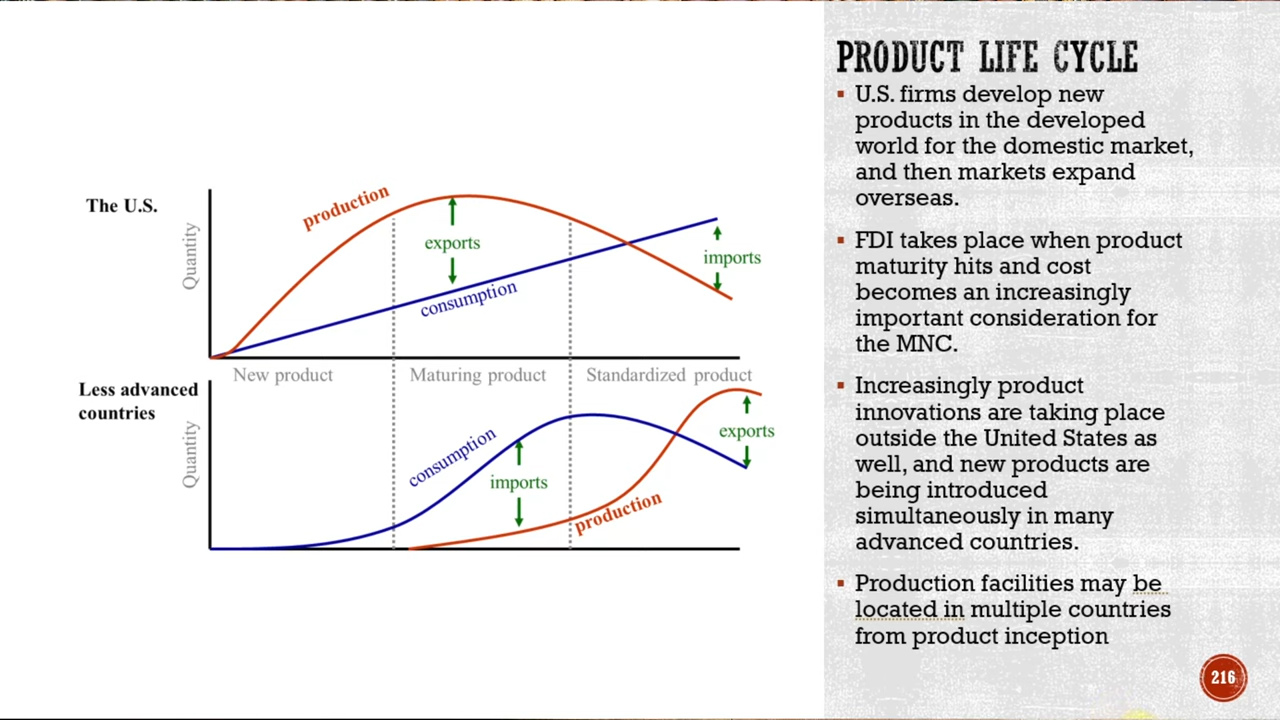 The U.S.
Quantity
production
exports
consumption
imports
New product
Maturing product
Standardized product
Less advanced
countries
Quantity
consumption
imports
production
exports
PRODUCT LIFE CYCLE
▪ U.S. firms develop new
products in the developed
world for the domestic market,
and then markets expand
overseas.
▪ FDI takes place when product
maturity hits and cost
becomes an increasingly
important consideration for
the MNC.
▪ Increasingly product
innovations are taking place
outside the United States as
well, and new products are
being introduced
simultaneously in many
advanced countries.
▪ Production facilities may be
located in multiple countries
from product inception
216